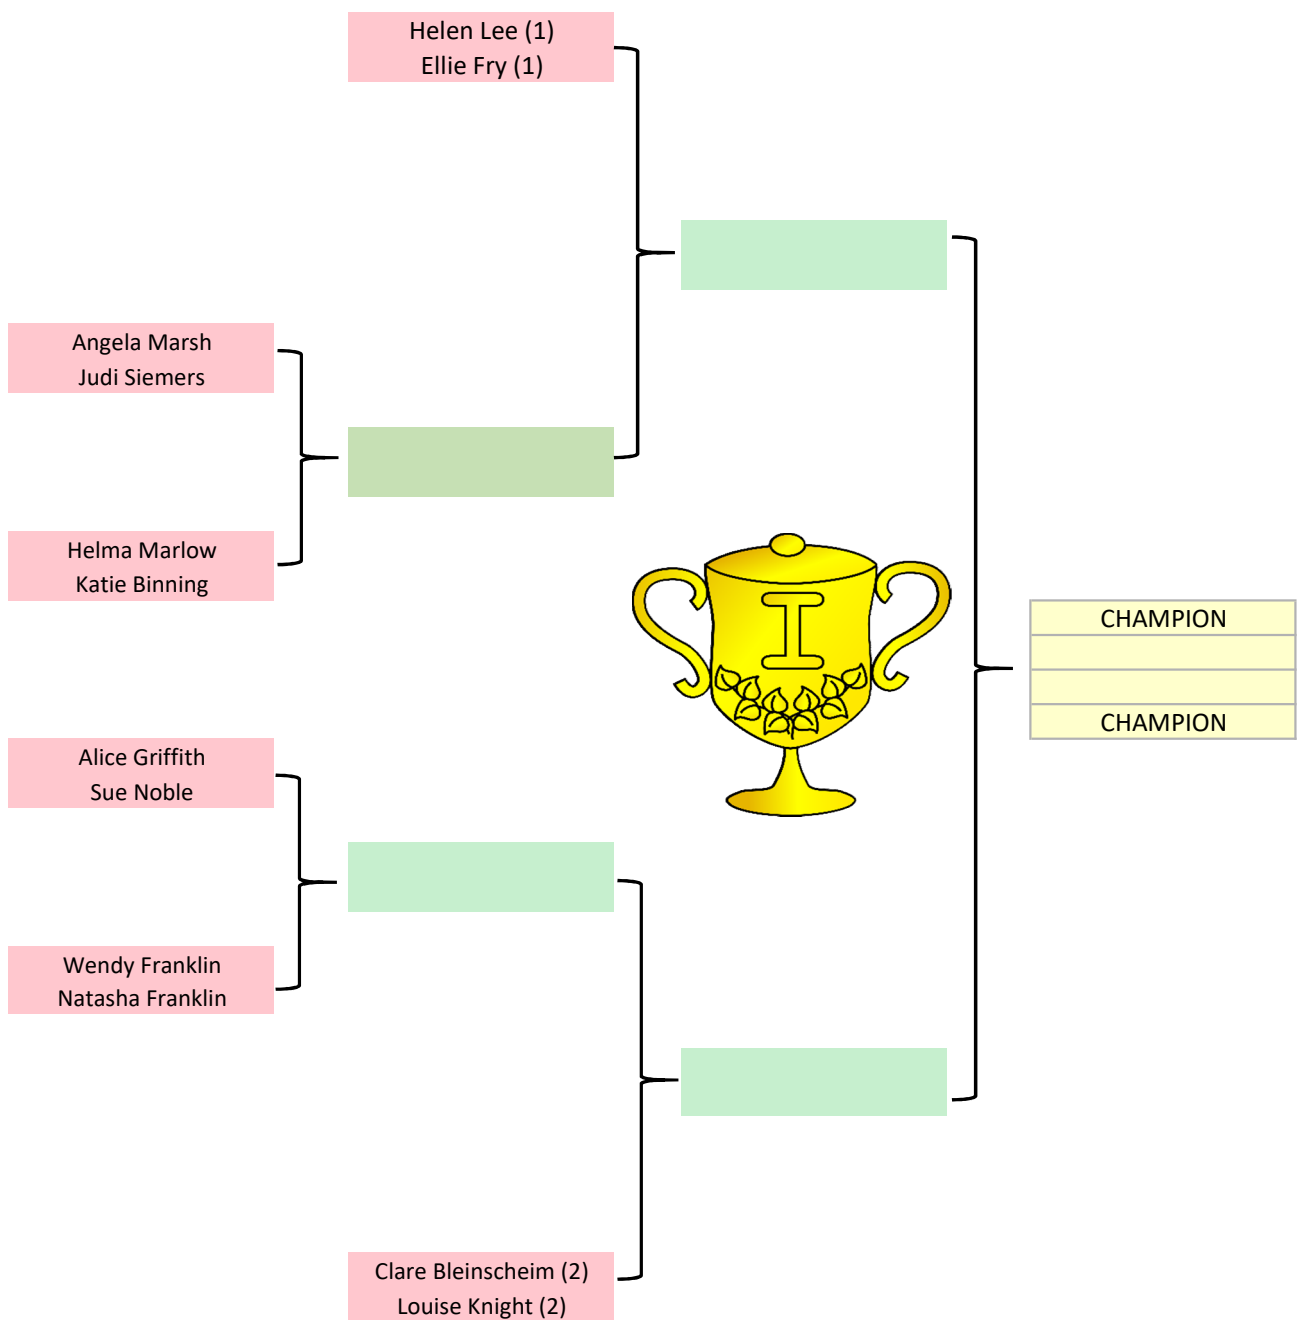 Helen Lee (1)
Ellie Fry (1)
Angela Marsh
Judi Siemers
Helma Marlow
Katie Binning
I
CHAMPION
CHAMPION
Alice Griffith
Sue Noble
Wendy Franklin
Natasha Franklin
Clare Bleinscheim (2)
Louise Knight (2)